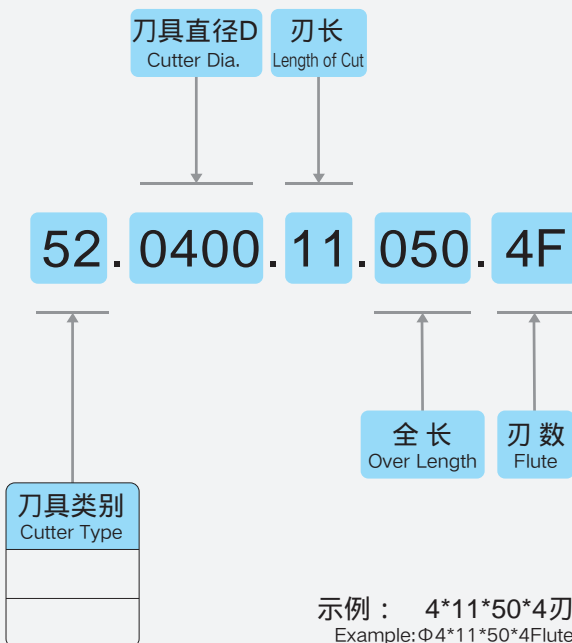 刀具直径D
Cutter Dia.
刃长
Length of Cut
52.0400.11.050.4F
全长
Over Length
刃数
Flute
刀具类别
Cutter Type
示例： 4*11*50*4刃
Example:Φ4*11*50*4Flute